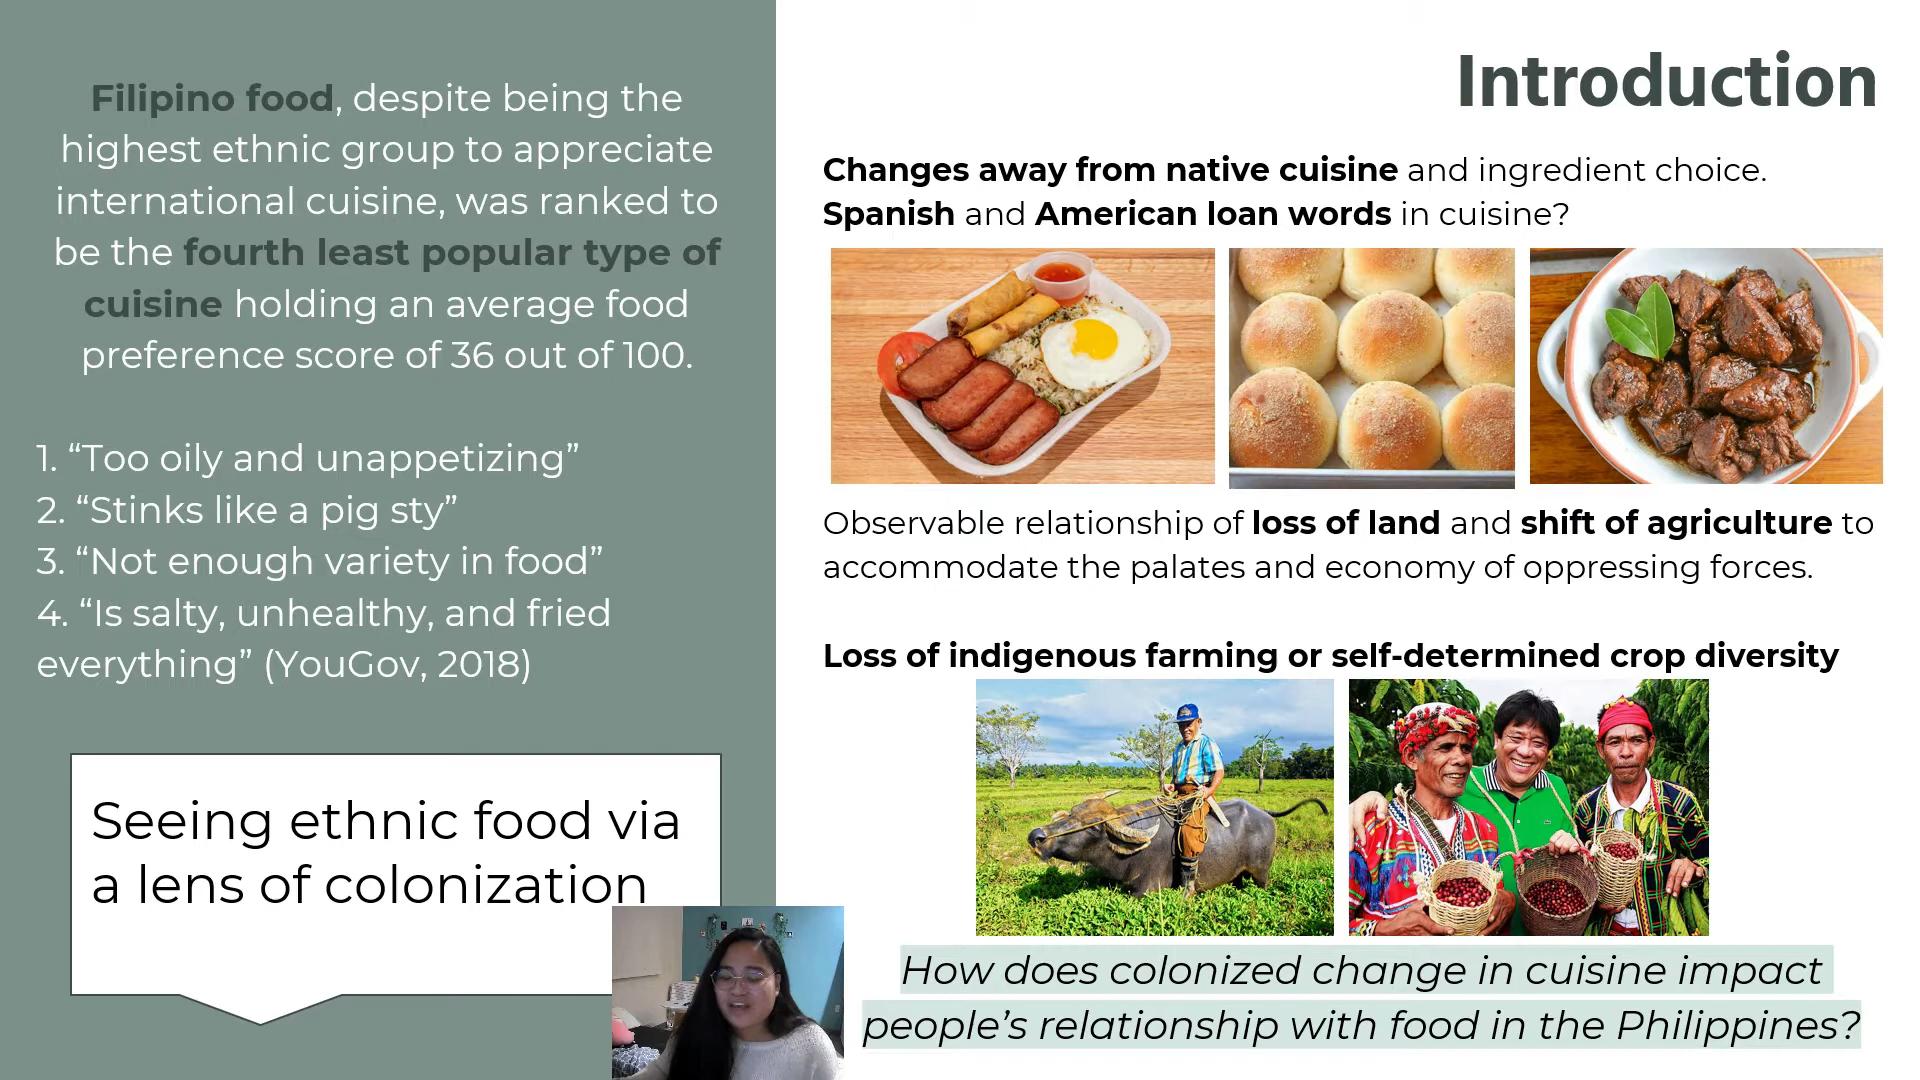 Filipino food, despite being the
highest ethnic group to appreciate
international cuisine, was ranked to
be the fourth least popular type of
cuisine holding an average food
preference score of 36 out of 100.
1. “Too oily and unappetizing”
2. “Stinks like a pig sty”
3. “Not enough variety in food”
4. “Is salty, unhealthy, and fried
everything” (YouGov, 2018)
Seeing ethnic food via
a lens of colonization
Introduction
Changes away from native cuisine and ingredient choice.
Spanish and American loan words in cuisine?
Observable relationship of loss of land and shift of agriculture to
accommodate the palates and economy of oppressing forces.
Loss of indigenous farming or self-determined crop diversity
How does colonized change in cuisine impact
people’s relationship with food in the Philippines?